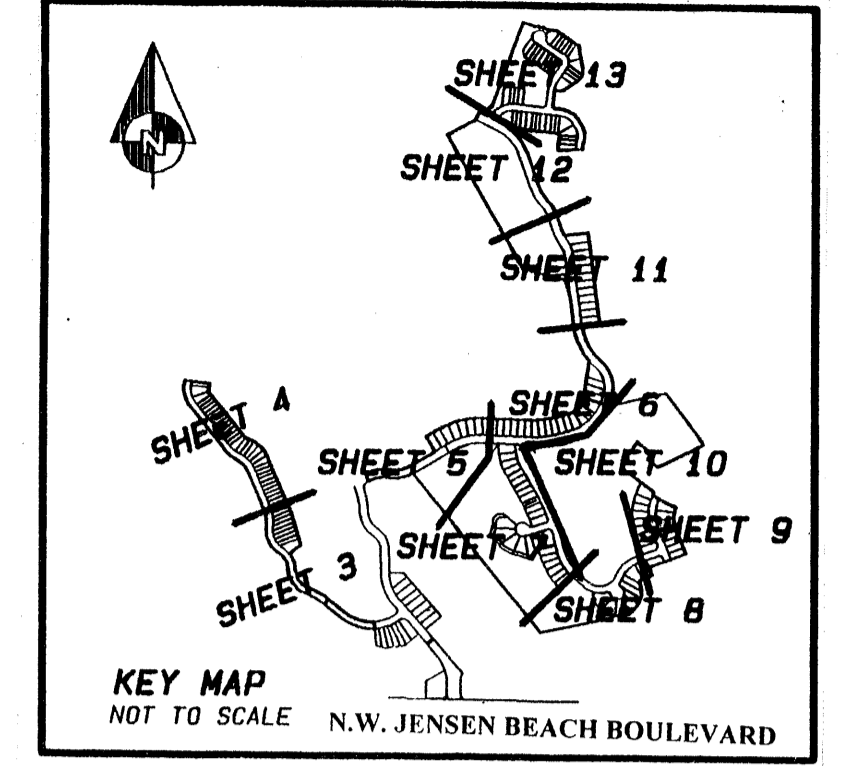 SHEET 13
N
SHEET 12
SHEET 11
SHEET 4
SHEET 6
SHEET 5
SHEET 10
SHEET 9
SHEET
SHEET 3
SHEET 8
KEY MAP
NOT TO SCALE
N.W. JENSEN BEACH BOULEVARD